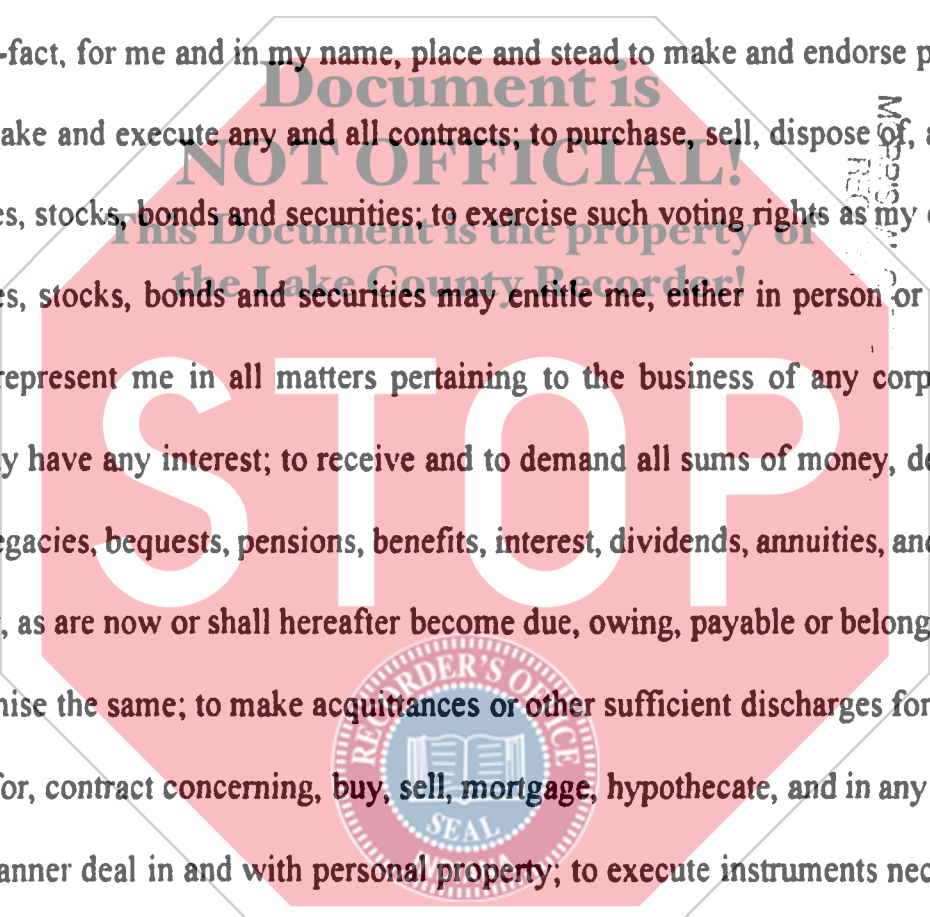 -fact, for me and in my name, place and stead to make and endorse p
Document is
ake and execute any and all contracts; to purchase, sell, dispose of, a
NOT OFFICIAL!
es, stocks, bonds and securities; to exercise such voting rights as my
This Document is the property of
the Lake County Recorder!
es, stocks, bonds and securities may entitle me, either in person or
represent me in all matters pertaining to the business of any corp
STOP
y have any interest; to receive and to demand all sums of money, de
egacies, bequests, pensions, benefits, interest, dividends, annuities, and
, as are now or shall hereafter become due, owing, payable or belong
RECORDER'S OFFICE
nise the same; to make acquittances or other sufficient discharges for
for, contract concerning, buy, sell, mortgage, hypothecate, and in any
SEAL
INDIANA
anner deal in and with personal property; to execute instruments nec